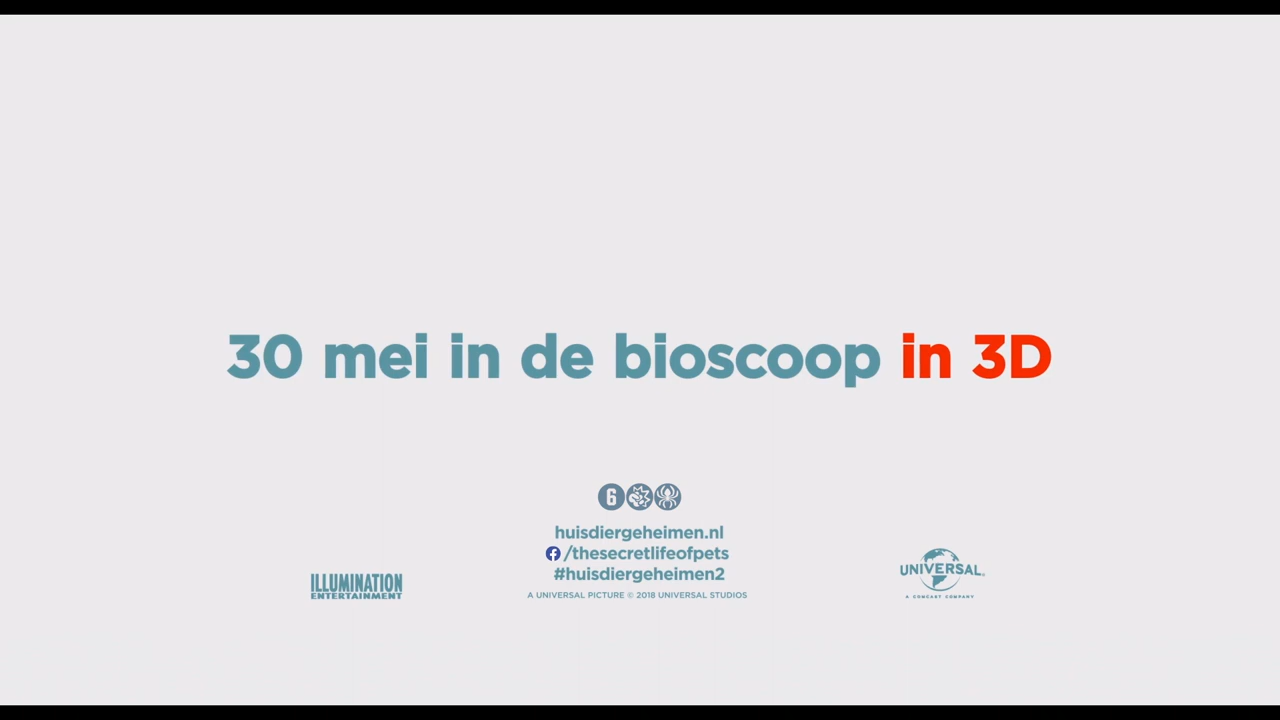 30 mei in de bioscoop in 3D
6
huisdiergeheimen.nl
/thesecretlifeofpets
#huisdiergeheimen2
A UNIVERSAL PICTURE © 2018 UNIVERSAL STUDIOS
ILLUMINATION
ENTERTAINMENT
UNIVERSAL
A COMCAST COMPANY